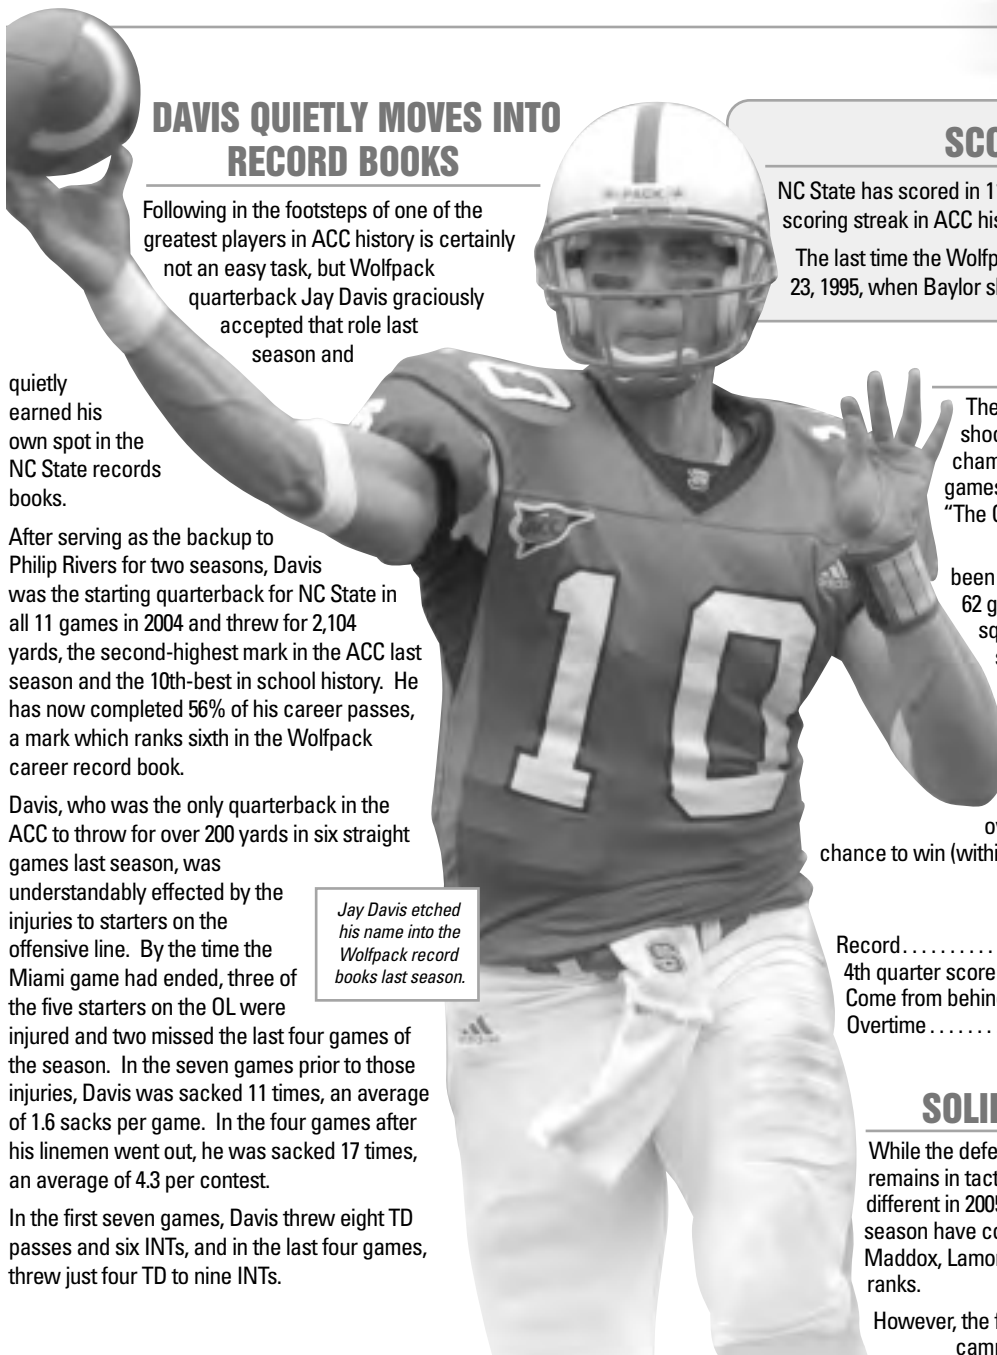 DAVIS QUIETLY MOVES INTO
RECORD BOOKS
Following in the footsteps of one of the
greatest players in ACC history is certainly
not an easy task, but Wolfpack
quarterback Jay Davis graciously
accepted that role last
season and
quietly
earned his
own spot in the
NC State records
books.
After serving as the backup to
Philip Rivers for two seasons, Davis
was the starting quarterback for NC State in
all 11 games in 2004 and threw for 2,104
yards, the second-highest mark in the ACC last
season and the 10th-best in school history. He
has now completed 56% of his career passes,
a mark which ranks sixth in the Wolfpack
career record book.
Davis, who was the only quarterback in the
ACC to throw for over 200 yards in six straight
games last season, was
understandably effected by the
injuries to starters on the
offensive line. By the time the
Miami game had ended, three of
the five starters on the OL were
injured and two missed the last four games of
the season. In the seven games prior to those
injuries, Davis was sacked 11 times, an average
of 1.6 sacks per game. In the four games after
his linemen went out, he was sacked 17 times,
an average of 4.3 per contest.
In the first seven games, Davis threw eight TD
passes and six INTs, and in the last four games,
threw just four TD to nine INTs.
Jay Davis etched
his name into the
Wolfpack record
books last season.
PACK
10
SCO
NC State has scored in 1
scoring streak in ACC his
The last time the Wolfp
23, 1995, when Baylor s
The
shoo
cham
games
“The
been
62 g
sq
s
ov
chance to win (withi
Record..........
4th quarter score
Come from behin
Overtime.......
SOLI
While the defe
remains in tact
different in 2005
season have co
Maddox, Lamon
ranks.
However, the f
camp